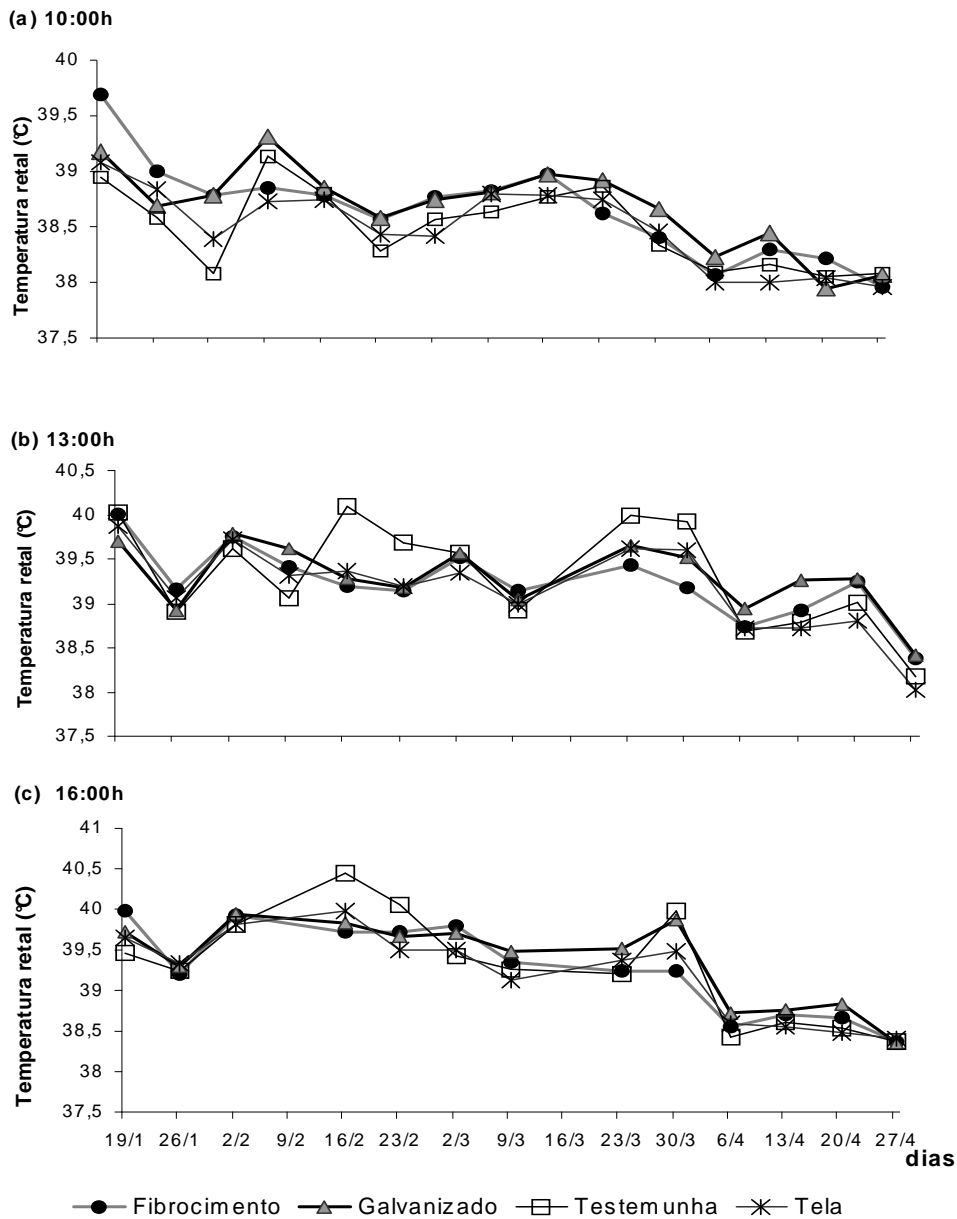 (a) 10:00h
Temperatura retal (°C)
40
39,5
39
38,5
38
37,5
(b) 13:00h
Temperatura retal (°C)
40,5
40
39,5
39
38,5
38
37,5
(c) 16:00h
Temperatura retal (°C)
41
40,5
40
39,5
39
38,5
38
37,5
19/1 26/1 2/2 9/2 16/2 23/2 2/3 9/3 16/3 23/3 30/3 6/4 13/4 20/4 27/4
dias
Fibrocimento Galvanizado Testemunha Tela